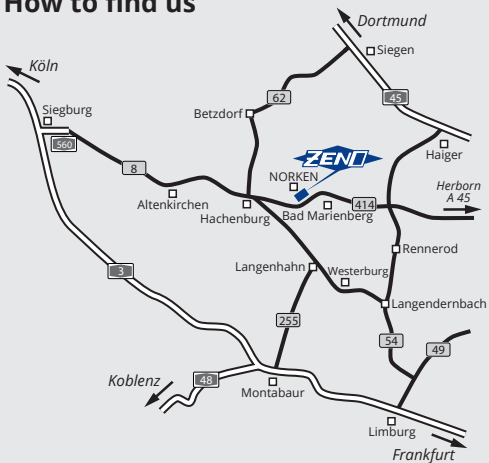 How to find us
Dortmund
Siegen
Köln
62
45
Siegburg
Betzdorf
560
Haiger
ZENO
8
NORKEN
Herborn
A 45
Altenkirchen
414
Hachenburg
Bad Marienberg
Rennerod
Langenhahn
Westerburg
3
Langendernbach
255
54
49
Koblenz
48
Montabaur
Limburg
Frankfurt